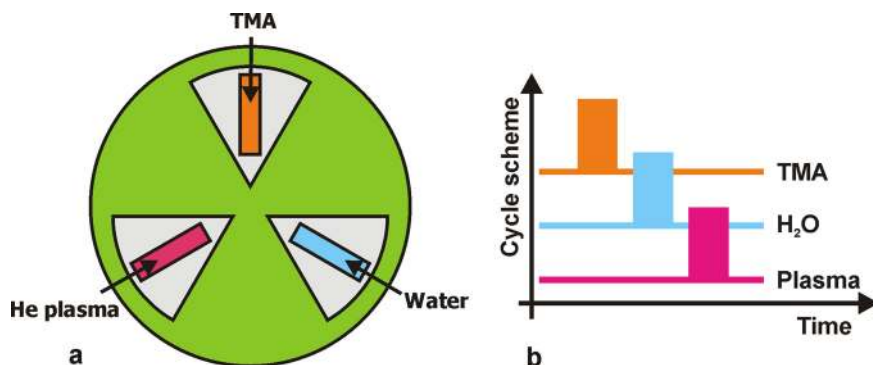 TMA
He plasma
Water
a
Cycle scheme
TMA
H₂O
Plasma
Time
b